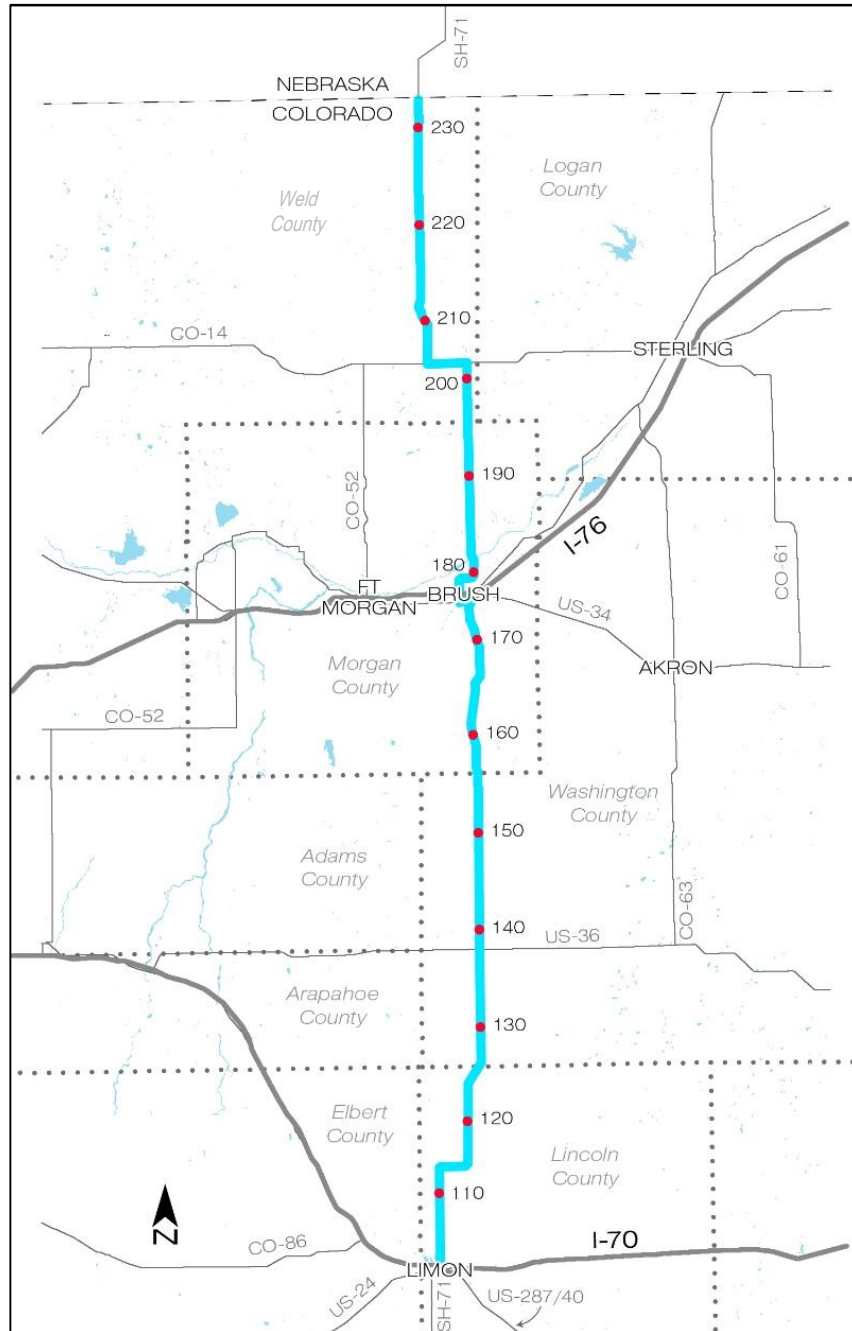 SH-71
NEBRASKA
COLORADO
230
Logan
County
Weld
County
220
210
CO-14
STERLING
200
190
CO-52
I-76
180
CO-61
FT
MORGAN
BRUSH
US-34
170
Morgan
County
AKRON
CO-52
160
Washington
County
150
Adams
County
CO-63
140
US-36
Arapahoe
County
130
Elbert
County
120
Lincoln
County
110
N
CO-86
I-70
LIMON
US-24
SH-71
US-287/40